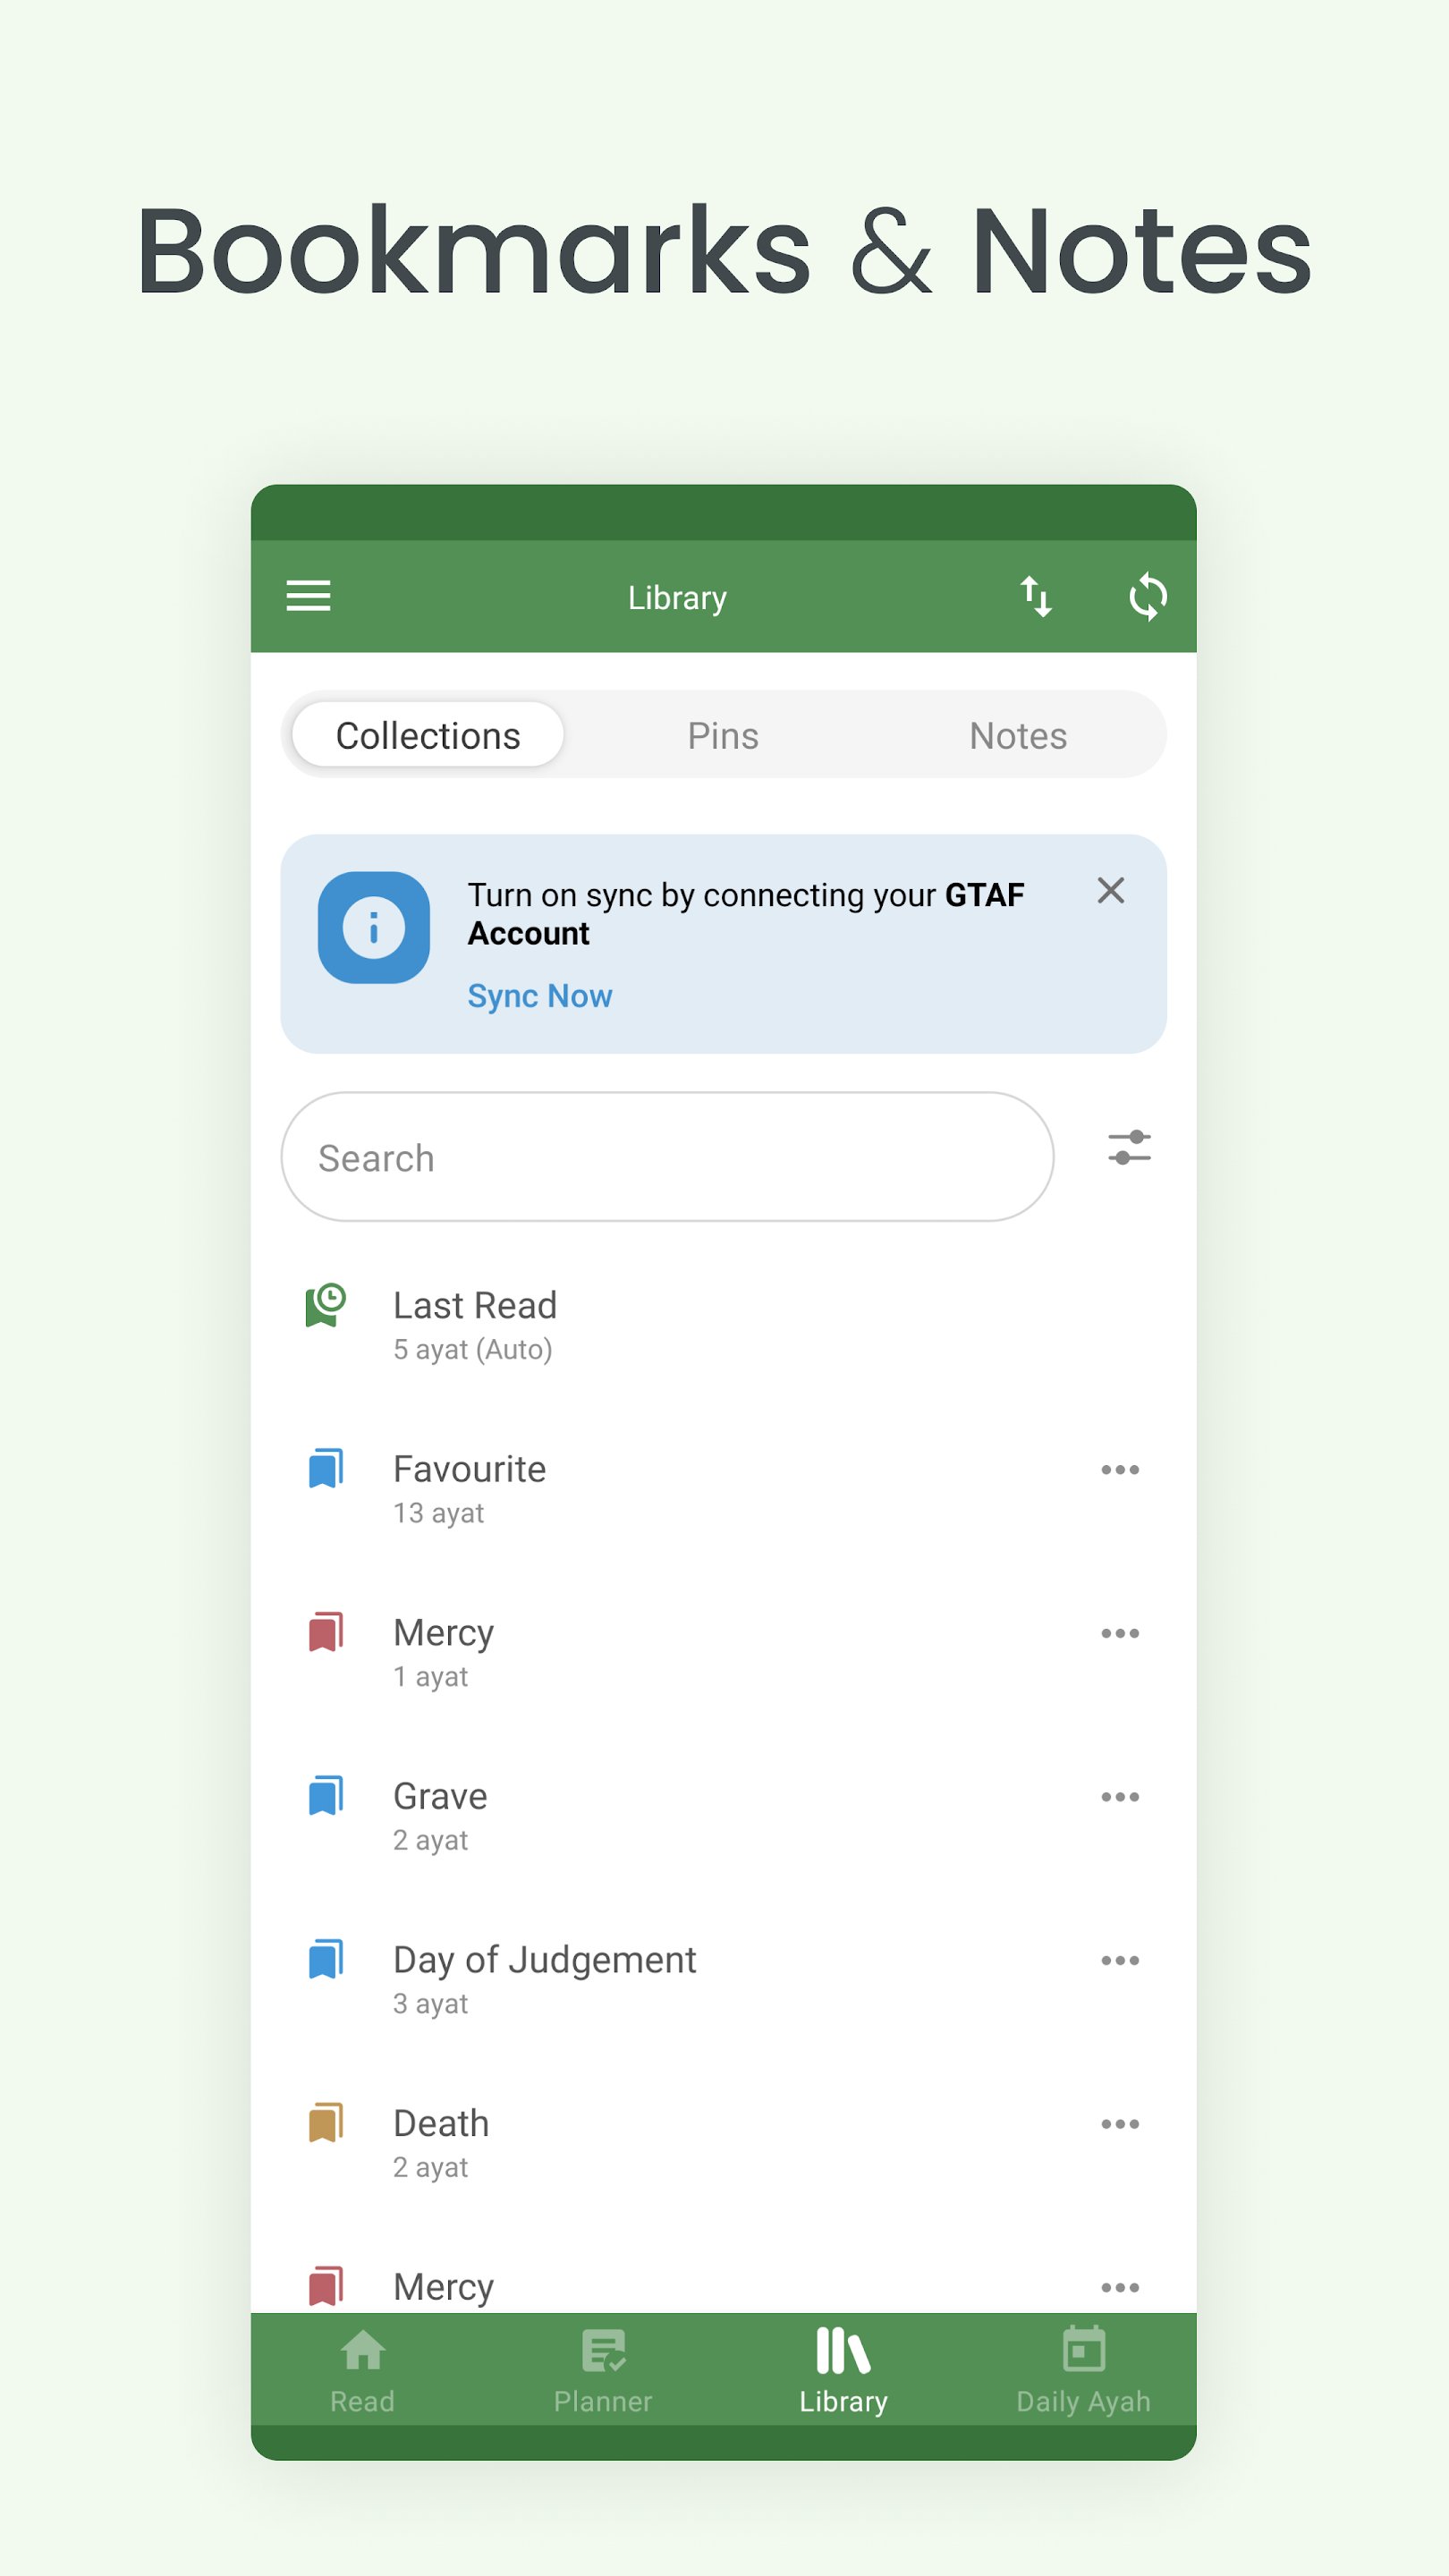 Bookmarks & Notes
Library
Collections
Pins
Notes
Turn on sync by connecting your GTAF
Account
Sync Now
Search
Last Read
5 ayat (Auto)
Favourite
13 ayat
Mercy
1 ayat
Grave
2 ayat
Day of Judgement
3 ayat
Death
2 ayat
Mercy
Read
Planner
Library
Daily Ayah